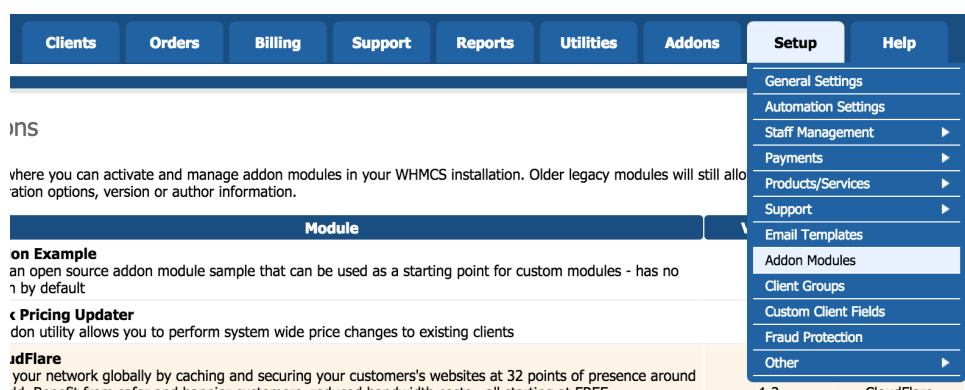 Clients Orders Billing Support Reports Utilities Addons Setup Help
General Settings
Automation Settings
Staff Management
Payments
Products/Services
Support
Email Templates
Addon Modules
Client Groups
Custom Client Fields
Fraud Protection
Other
ons
where you can activate and manage addon modules in your WHMCS installation. Older legacy modules will still allo
ration options, version or author information.
Module V
on Example
an open source addon module sample that can be used as a starting point for custom modules - has no
n by default
k Pricing Updater
don utility allows you to perform system wide price changes to existing clients
udFlare
your network globally by caching and securing your customers's websites at 32 points of presence around